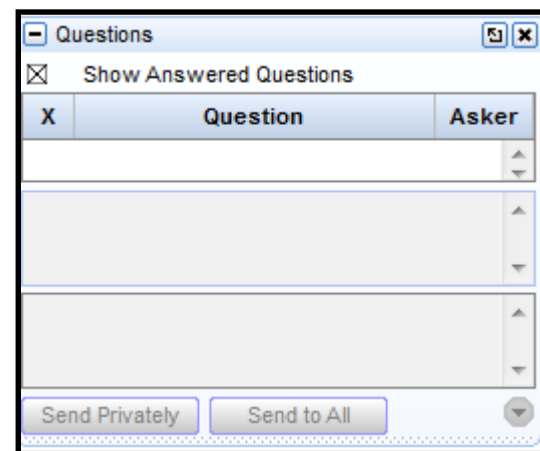 Questions
Show Answered Questions
X Question Asker
Send Privately Send to All